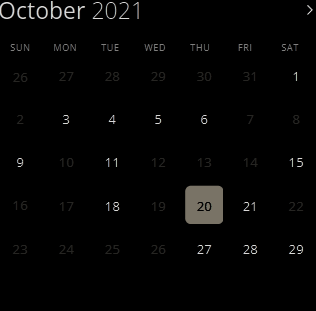 October 2021
SUN MON TUE WED THU FRI SAT
26 27 28 29 30 31 1
2 3 4 5 6 7 8
9 10 11 12 13 14 15
16 17 18 19 20 21 22
23 24 25 26 27 28 29